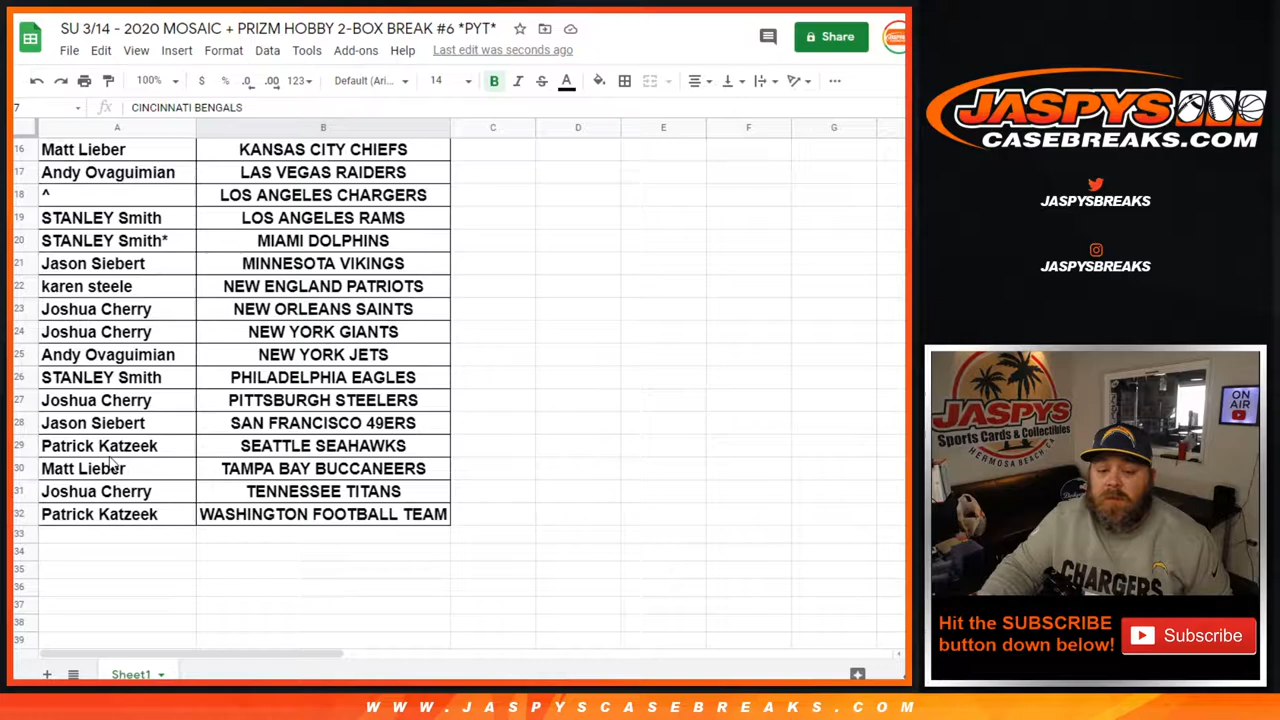 SU 3/14 - 2020 MOSAIC + PRIZM HOBBY 2-BOX BREAK #6 *PYT*
File Edit View Insert Format Data Tools Add-ons Help Last edit was seconds ago
Share
100% $ % .0 .00 123 Default (Ari... 14 B I S A
7 fx CINCINNATI BENGALS
A B C D E F G
16 Matt Lieber KANSAS CITY CHIEFS
17 Andy Ovaguimian LAS VEGAS RAIDERS
18 ^ LOS ANGELES CHARGERS
19 STANLEY Smith LOS ANGELES RAMS
20 STANLEY Smith* MIAMI DOLPHINS
21 Jason Siebert MINNESOTA VIKINGS
22 karen steele NEW ENGLAND PATRIOTS
23 Joshua Cherry NEW ORLEANS SAINTS
24 Joshua Cherry NEW YORK GIANTS
25 Andy Ovaguimian NEW YORK JETS
26 STANLEY Smith PHILADELPHIA EAGLES
27 Joshua Cherry PITTSBURGH STEELERS
28 Jason Siebert SAN FRANCISCO 49ERS
29 Patrick Katzeek SEATTLE SEAHAWKS
30 Matt Lieber TAMPA BAY BUCCANEERS
31 Joshua Cherry TENNESSEE TITANS
32 Patrick Katzeek WASHINGTON FOOTBALL TEAM
33
34
35
36
37
38
39
Sheet1
JASPYS
CASEBREAKS.COM
JASPYSBREAKS
JASPYSBREAKS
JASPYS
Sports Cards & Collectibles
HERMOSA BEACH
ON
AIR
CHARGERS
Hit the SUBSCRIBE
button down below!
Subscribe
WWW.JASPYSCASEBREAKS.COM